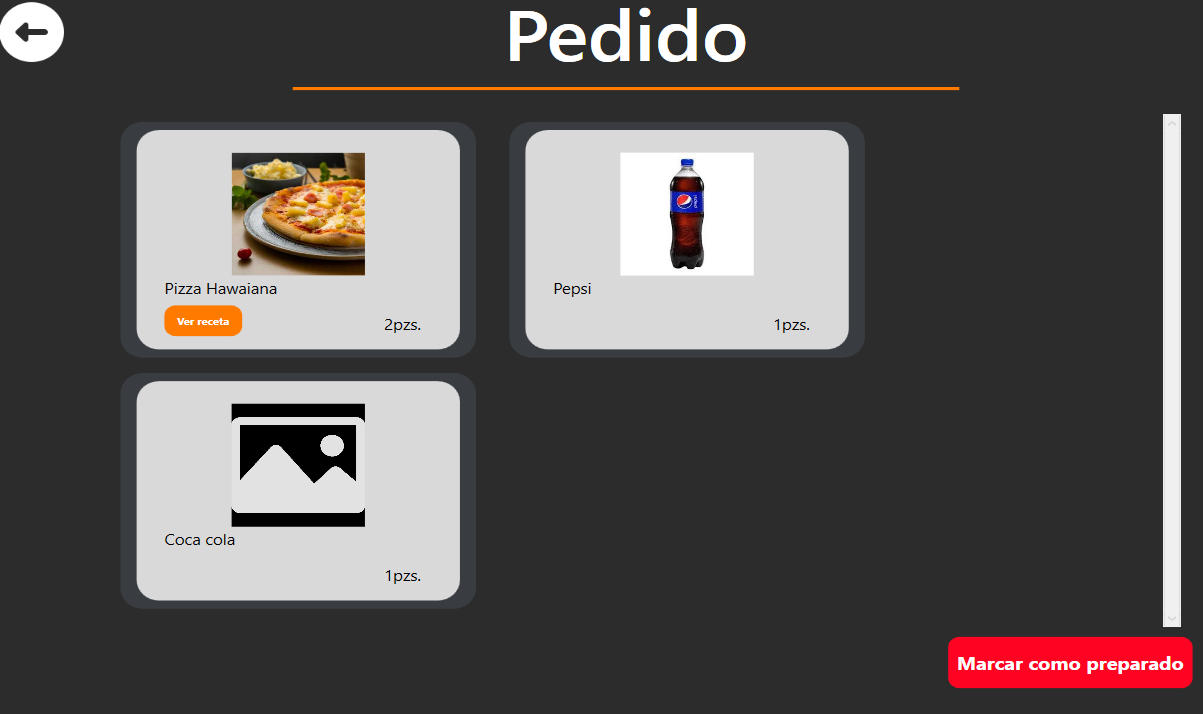 Pedido
Pizza Hawaiana
Ver receta
2pzs.
Pepsi
1pzs.
Coca cola
1pzs.
Marcar como preparado